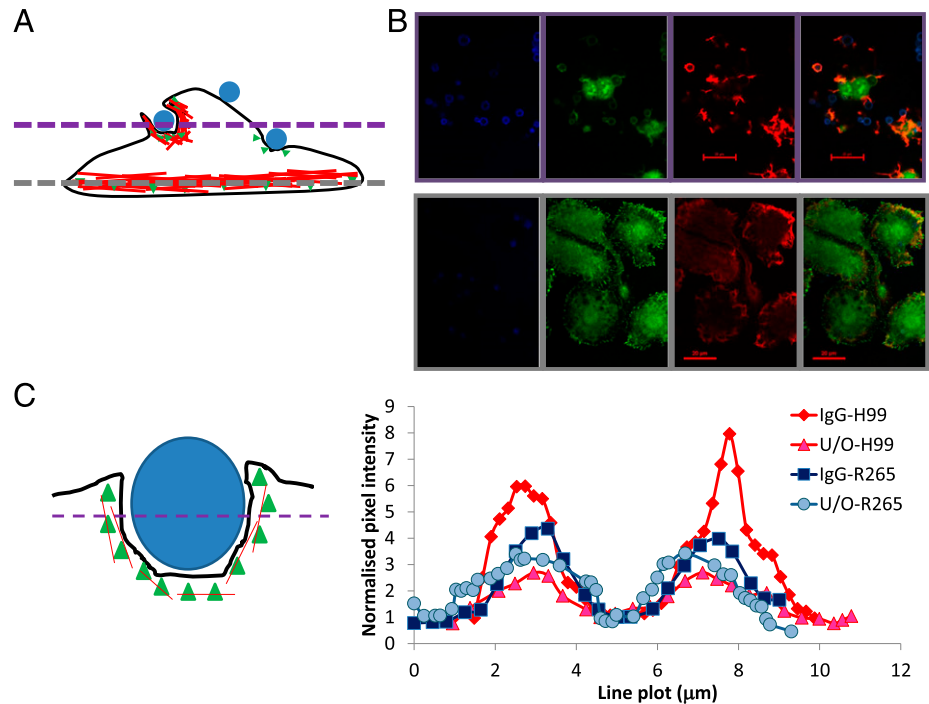 A
B
C
9
8
7
6
5
4
3
2
1
0
Normalised pixel intensity
IgG-H99
U/O-H99
IgG-R265
U/O-R265
0 2 4 6 8 10 12
Line plot (μm)